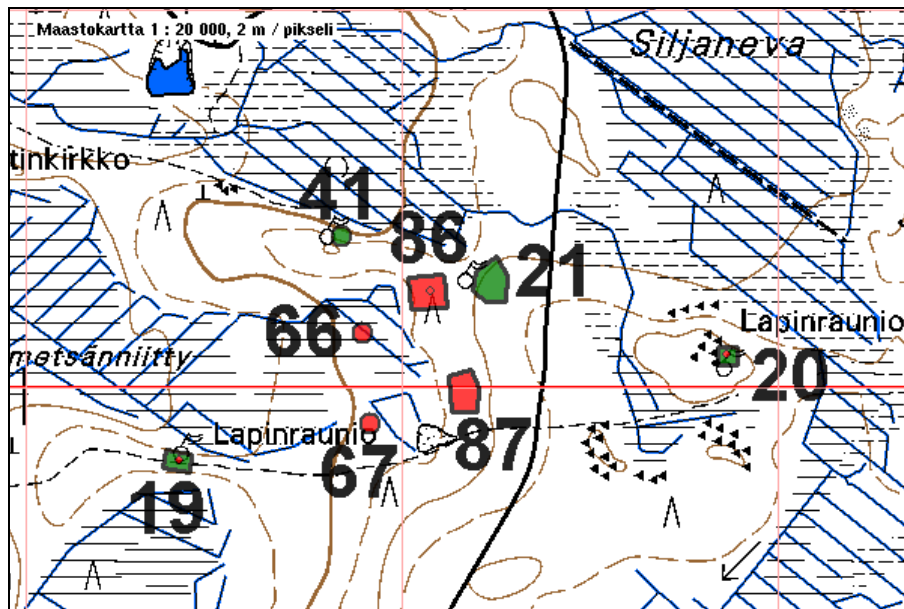 Maastokartta 1 : 20 000, 2 m / pikseli
Siljaneva
tinkirkko
41
86
21
66
Lapinraunio
metsänniitty
20
Lapinraunio
67
87
19